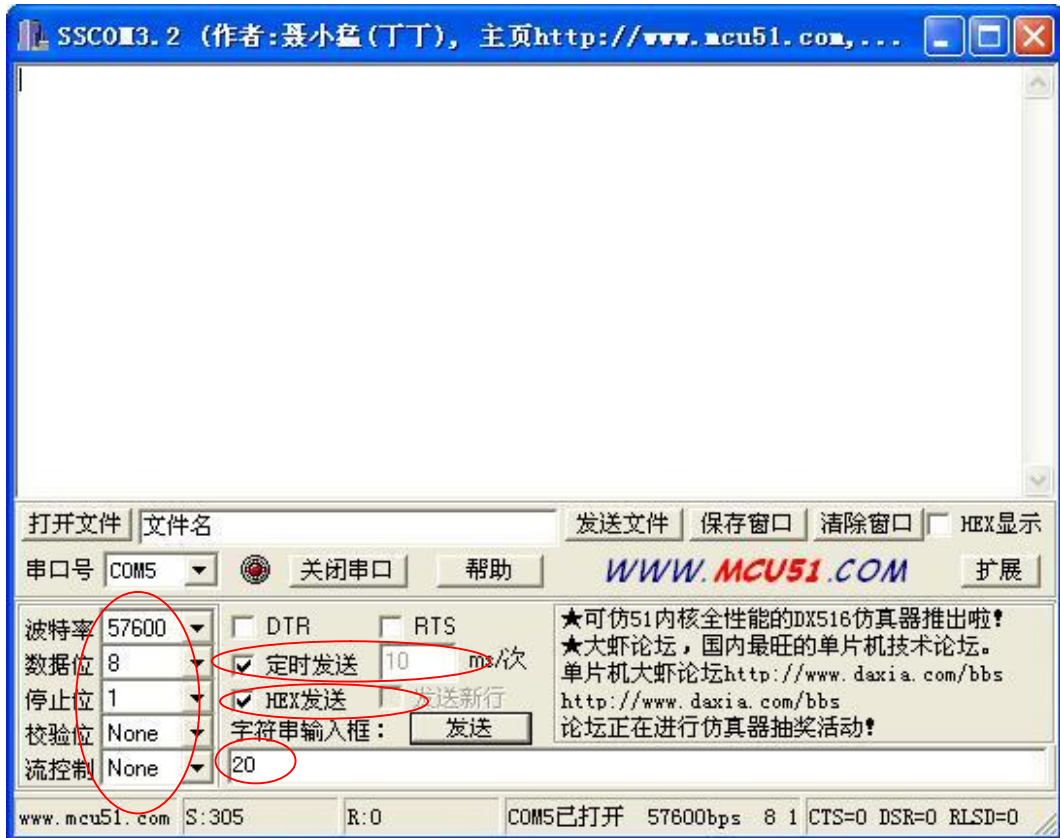 SSCOM3.2 (作者:聂小猛(丁丁), 主页http://www.mcu51.com,...
打开文件 文件名 发送文件 保存窗口 清除窗口 HEX显示
串口号 COM5 关闭串口 帮助 WWW.MCU51.COM 扩展
波特率 57600 DTR RTS
数据位 8 定时发送 10 ms/次
停止位 1 HEX发送 发送新行
校验位 None 字符串输入框: 发送
流控制 None 20
★可仿51内核全性能的DX516仿真器推出啦!
★大虾论坛,国内最旺的单片机技术论坛。
单片机大虾论坛http://www.daxia.com/bbs
http://www.daxia.com/bbs
论坛正在进行仿真器抽奖活动!
www.mcu51.com S:305 R:0 COM5已打开 57600bps 8 1 CTS=0 DSR=0 RLSD=0